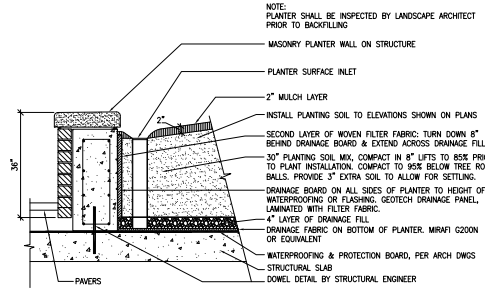 NOTE:
PLANTER SHALL BE INSPECTED BY LANDSCAPE ARCHITECT
PRIOR TO BACKFILLING
MASONRY PLANTER WALL ON STRUCTURE
PLANTER SURFACE INLET
2" MULCH LAYER
2"
INSTALL PLANTING SOIL TO ELEVATIONS SHOWN ON PLANS
SECOND LAYER OF WOVEN FILTER FABRIC: TURN DOWN 8"
BEHIND DRAINAGE BOARD & EXTEND ACROSS DRAINAGE FILL
36"
30" PLANTING SOIL MIX, COMPACT IN 8" LIFTS TO 85% PRIO
TO PLANT INSTALLATION. COMPACT TO 95% BELOW TREE RO
BALLS. PROVIDE 3" EXTRA SOIL TO ALLOW FOR SETTLING.
DRAINAGE BOARD ON ALL SIDES OF PLANTER TO HEIGHT OF
WATERPROOFING OR FLASHING. GEOTECH DRAINAGE PANEL,
LAMINATED WITH FILTER FABRIC.
4" LAYER OF DRAINAGE FILL
DRAINAGE FABRIC ON BOTTOM OF PLANTER. MIRAFI G200N
OR EQUIVALENT
WATERPROOFING & PROTECTION BOARD, PER ARCH DWGS
STRUCTURAL SLAB
PAVERS
DOWEL DETAIL BY STRUCTURAL ENGINEER